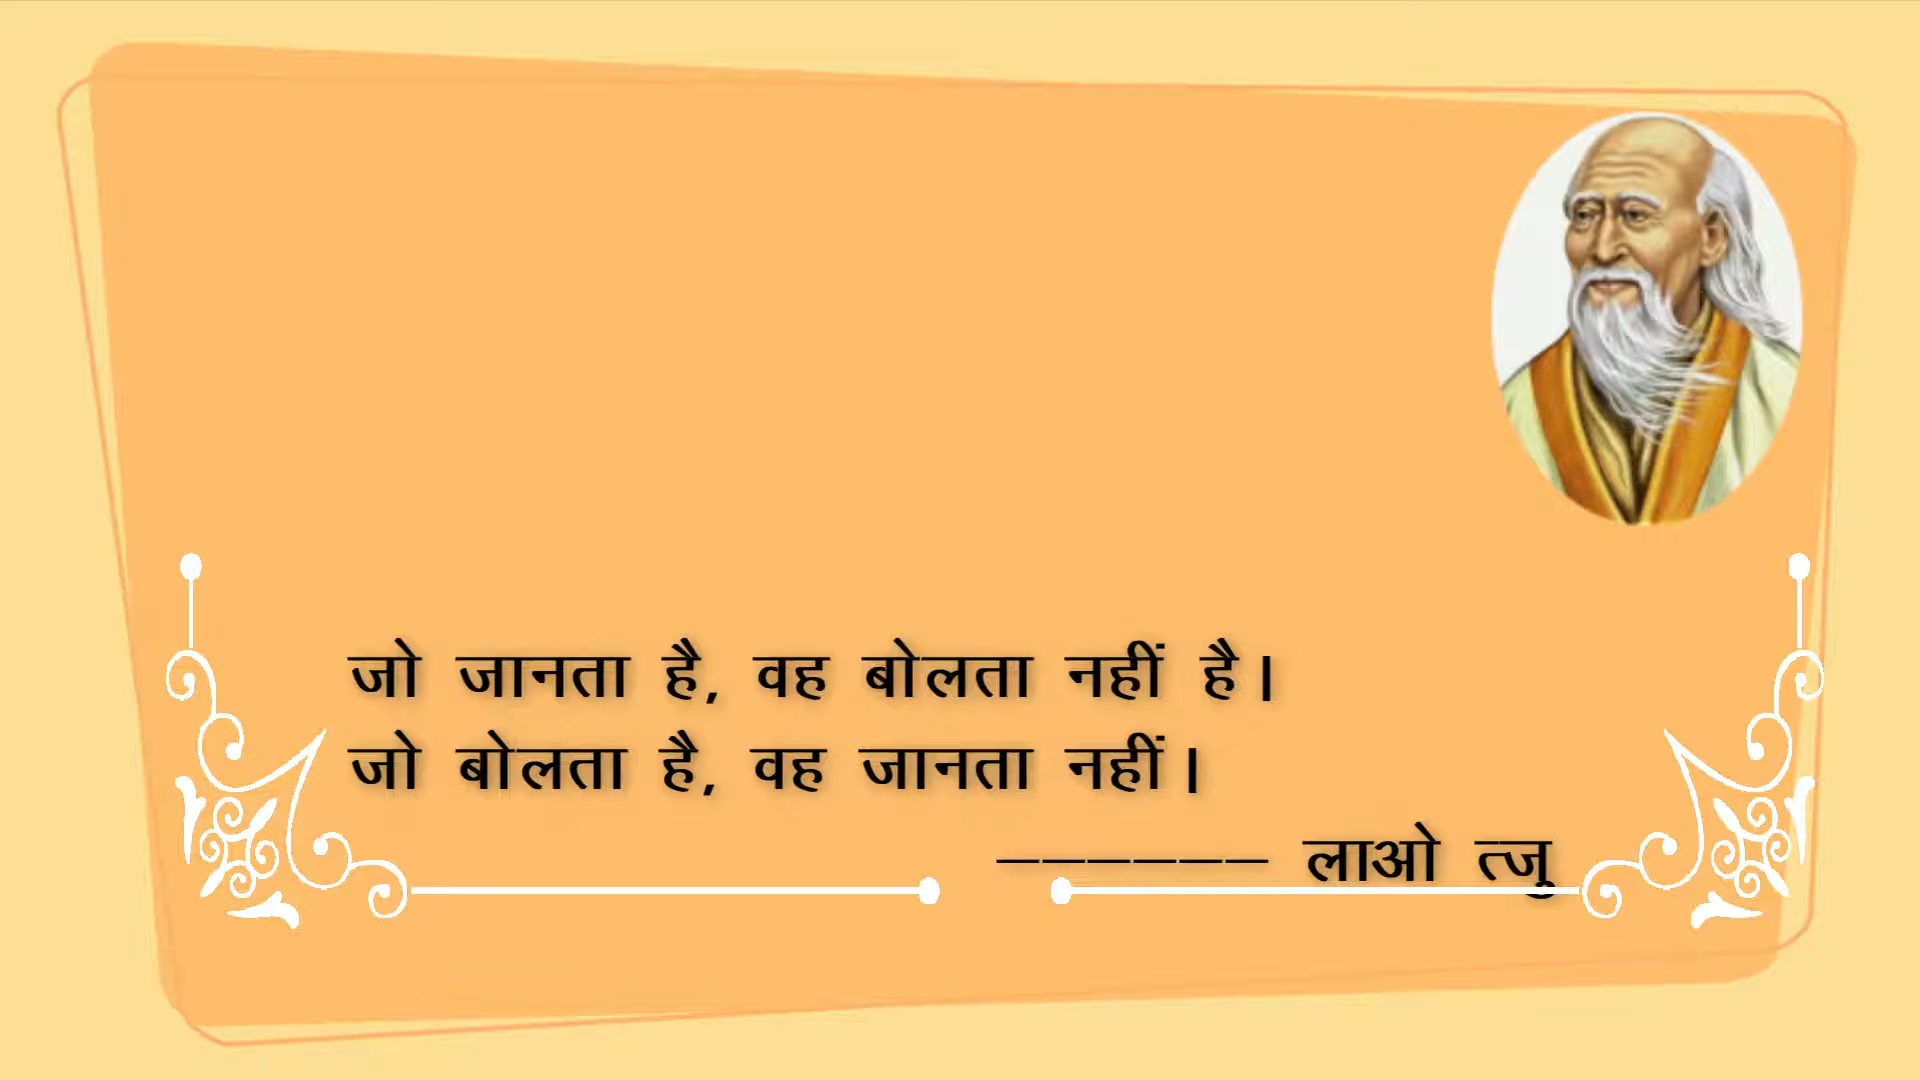 जो जानता है, वह बोलता नहीं है।
जो बोलता है, वह जानता नहीं।
—————— लाओ त्जु